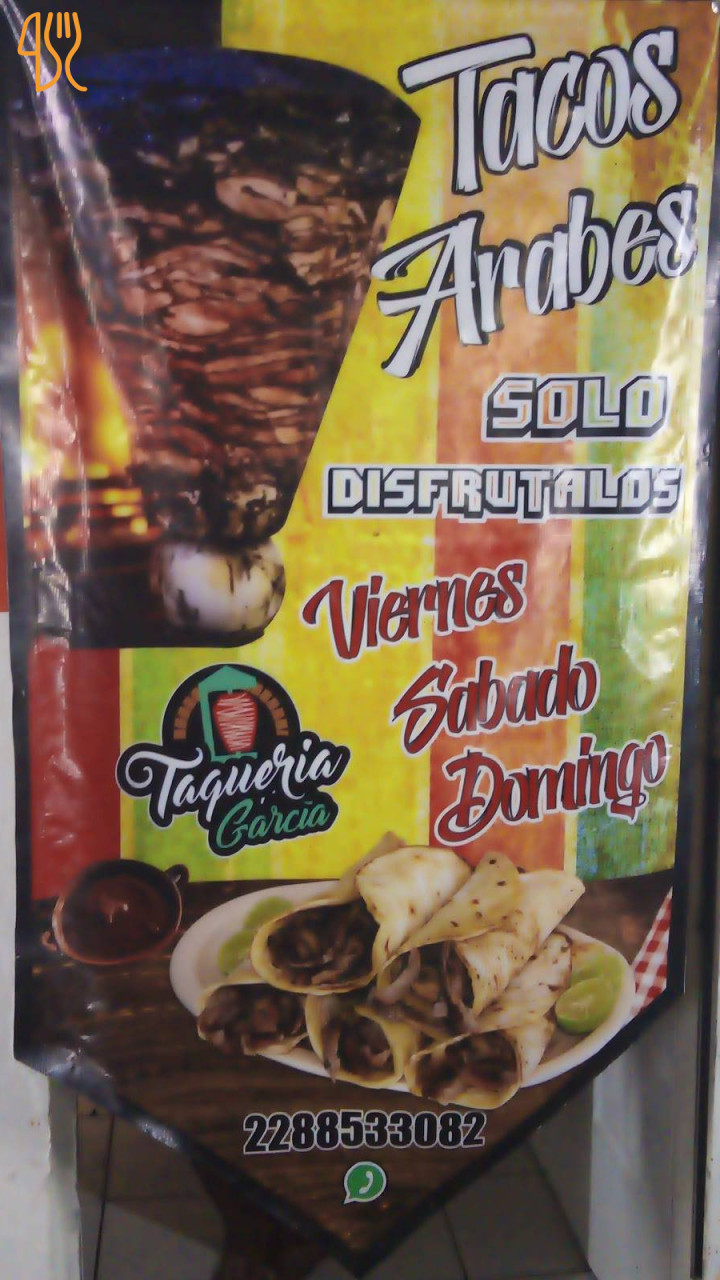 Tacos
Arabes
SOLO
DISFRUTALOS
Viernes
Sabado
Domingo
Taqueria
García
2288533082